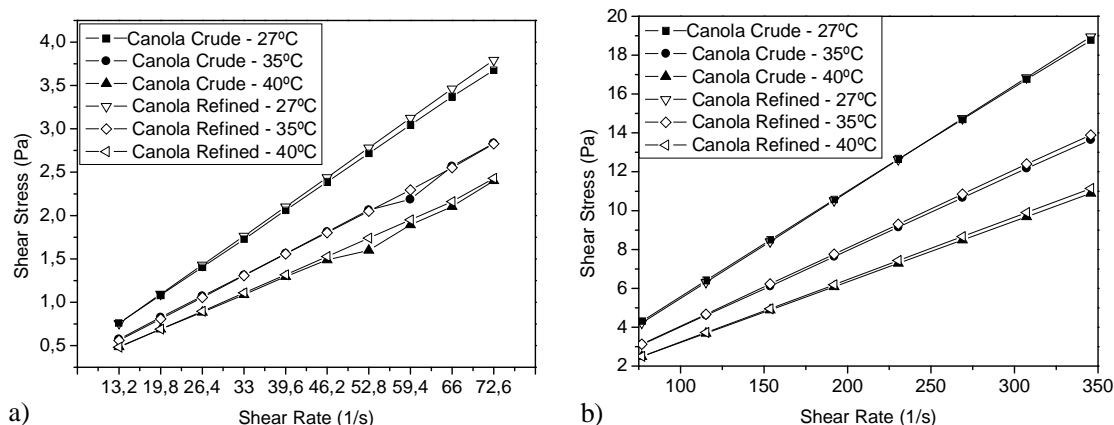 4,0
3,5
3,0
2,5
2,0
1,5
1,0
0,5
Shear Stress (Pa)
Canola Crude - 27ºC
Canola Crude - 35ºC
Canola Crude - 40ºC
Canola Refined - 27ºC
Canola Refined - 35ºC
Canola Refined - 40ºC
13,2 19,8 26,4 33 39,6 46,2 52,8 59,4 66 72,6
Shear Rate (1/s)
a)
20
18
16
14
12
10
8
6
4
2
Shear Stress (Pa)
Canola Crude - 27ºC
Canola Crude - 35ºC
Canola Crude - 40ºC
Canola Refined - 27ºC
Canola Refined - 35ºC
Canola Refined - 40ºC
100 150 200 250 300 350
Shear Rate (1/s)
b)